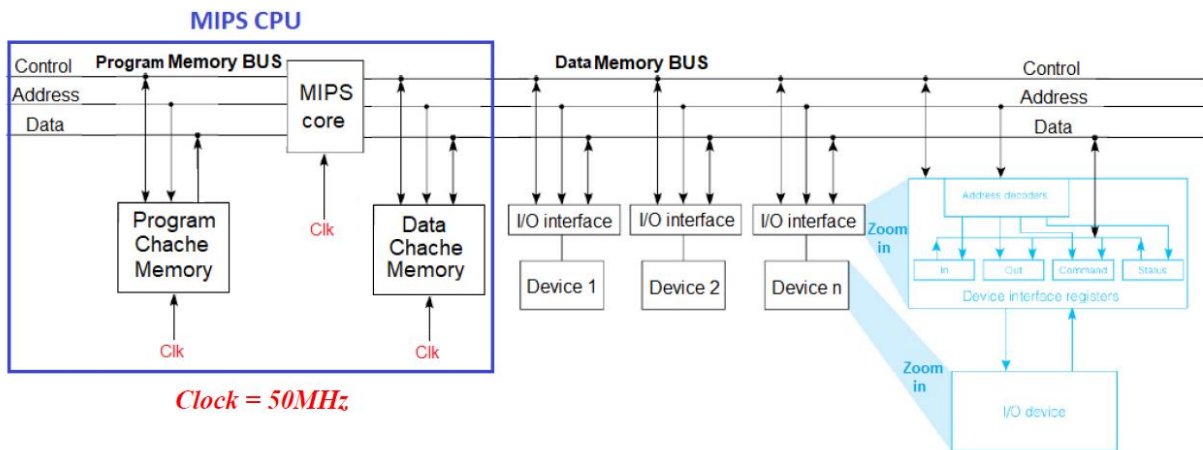 MIPS CPU
Control
Program Memory BUS
Address
Data
MIPS
core
Data Memory BUS
Control
Address
Data
Program
Chache
Memory
Clk
Clk
Data
Chache
Memory
Clk
I/O interface
Device 1
I/O interface
Device 2
I/O interface
Device n
Zoom
in
Address decoders
In
Out
Command
Status
Device interface registers
Zoom
in
I/O device
Clock = 50MHz